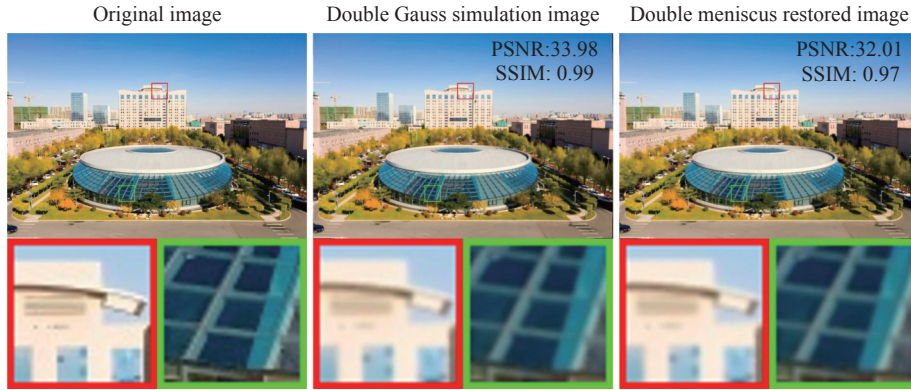 Original image
Double Gauss simulation image
Double meniscus restored image
PSNR:33.98
SSIM: 0.99
PSNR:32.01
SSIM: 0.97